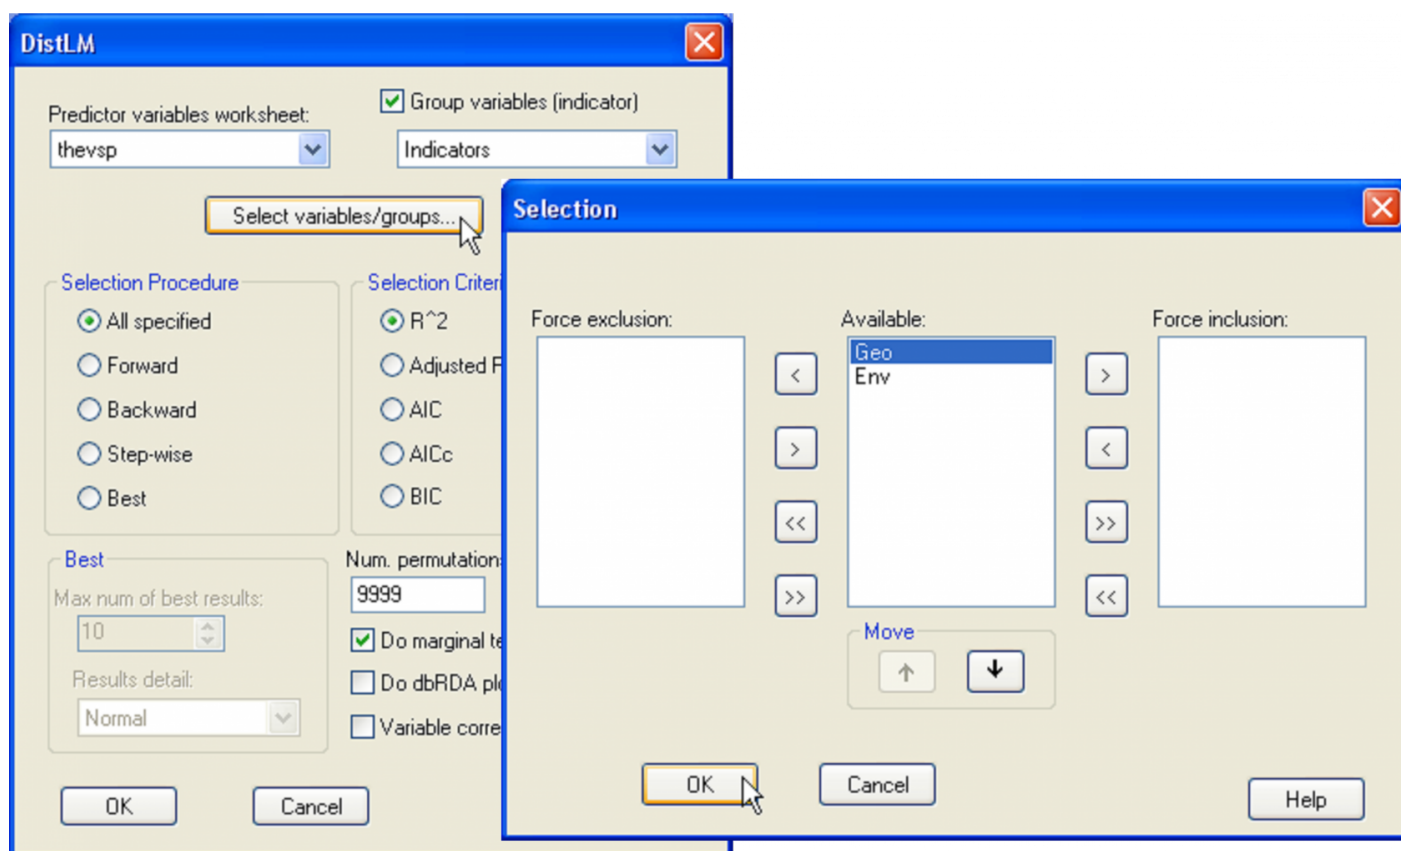 DistLM
Predictor variables worksheet:
Group variables (indicator)
thevsp
Indicators
Select variables/groups...
Selection Procedure
All specified
Forward
Backward
Step-wise
Best
Selection Criteri
R^2
Adjusted R
AIC
AICc
BIC
Best
Max num of best results:
10
Results detail:
Normal
Num. permutation
9999
Do marginal te
Do dbRDA plo
Variable corre
OK
Cancel
Selection
Force exclusion:
Available:
Force inclusion:
Geo
Env
<
>
<<
>>
>
<
>>
<<
Move
OK
Cancel
Help